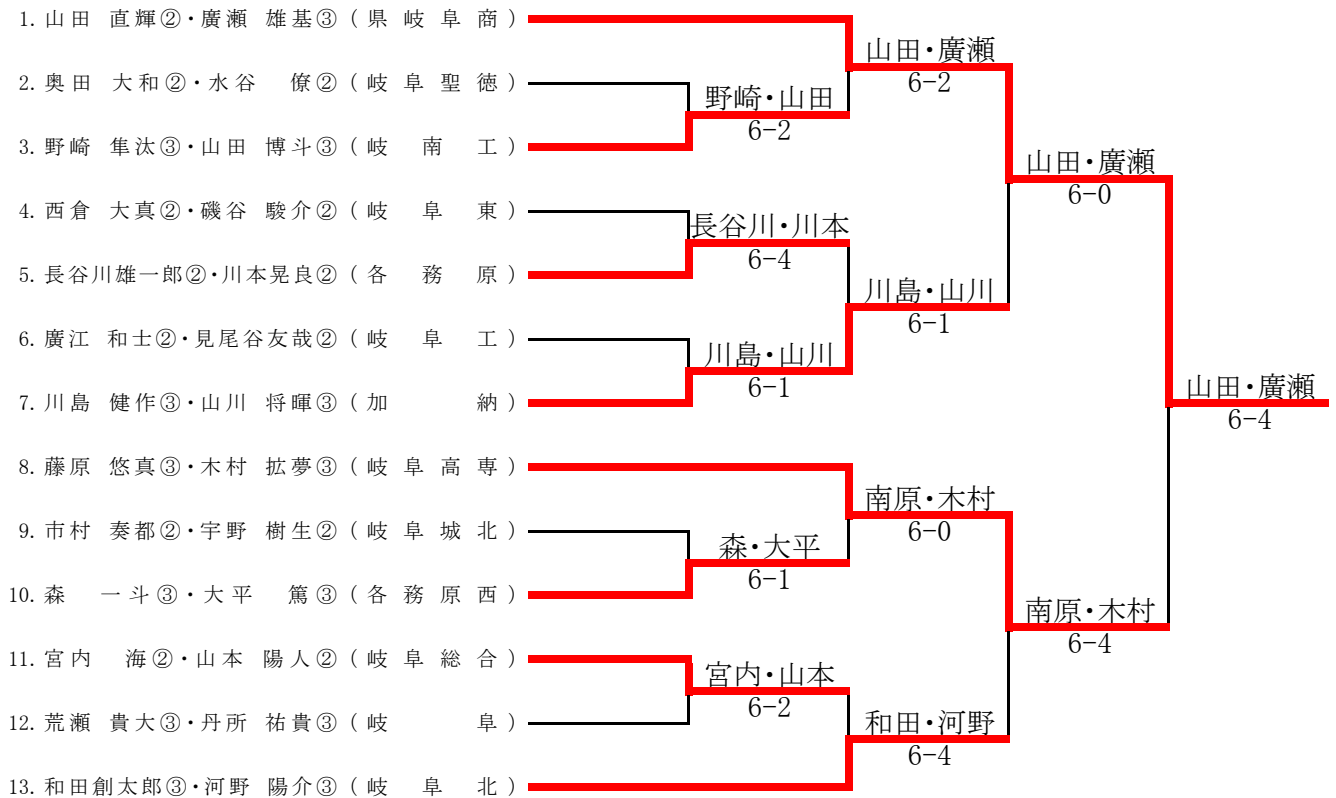 1. 山田 直輝②・廣瀬 雄基③ (県岐阜商)
2. 奥田 大和②・水谷 僚② (岐阜聖徳)
3. 野崎 隼汰③・山田 博斗③ (岐南工)
4. 西倉 大真②・磯谷 駿介② (岐阜東)
5. 長谷川雄一郎②・川本晃良② (各務原)
6. 廣江 和士②・見尾谷友哉② (岐阜工)
7. 川島 健作③・山川 将暉③ (加納)
8. 藤原 悠真③・木村 拡夢③ (岐阜高専)
9. 市村 奏都②・宇野 樹生② (岐阜城北)
10. 森 一斗③・大平 篤③ (各務原西)
11. 宮内 海②・山本 陽人② (岐阜総合)
12. 荒瀬 貴大③・丹所 祐貴③ (岐阜)
13. 和田創太郎③・河野 陽介③ (岐阜北)
野崎・山田
6-2
長谷川・川本
6-4
川島・山川
6-1
森・大平
6-1
宮内・山本
6-2
山田・廣瀬
6-2
川島・山川
6-1
南原・木村
6-0
和田・河野
6-4
山田・廣瀬
6-0
南原・木村
6-4
山田・廣瀬
6-4